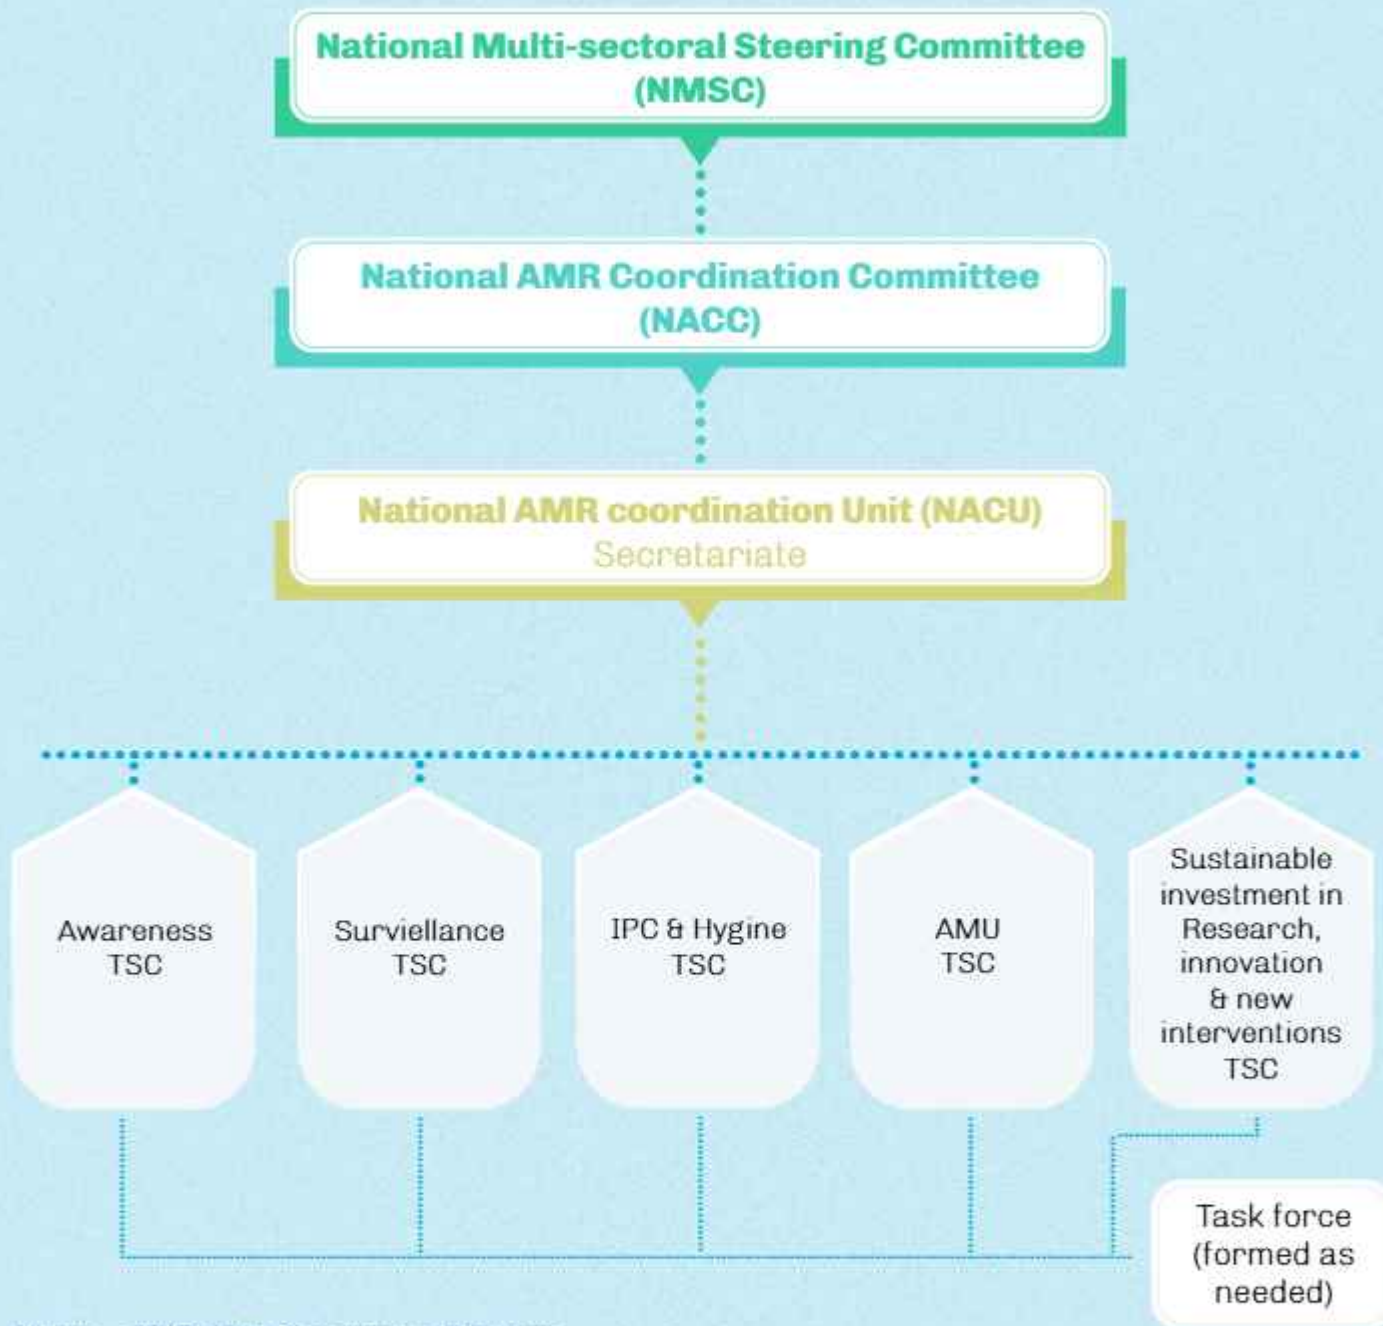 National Multi-sectoral Steering Committee
(NMSC)
National AMR Coordination Committee
(NACC)
National AMR coordination Unit (NACU)
Secretariate
Awareness
TSC
Surviellance
TSC
IPC & Hygine
TSC
AMU
TSC
Sustainable
investment in
Research,
innovation
& new
interventions
TSC
Task force
(formed as
needed)